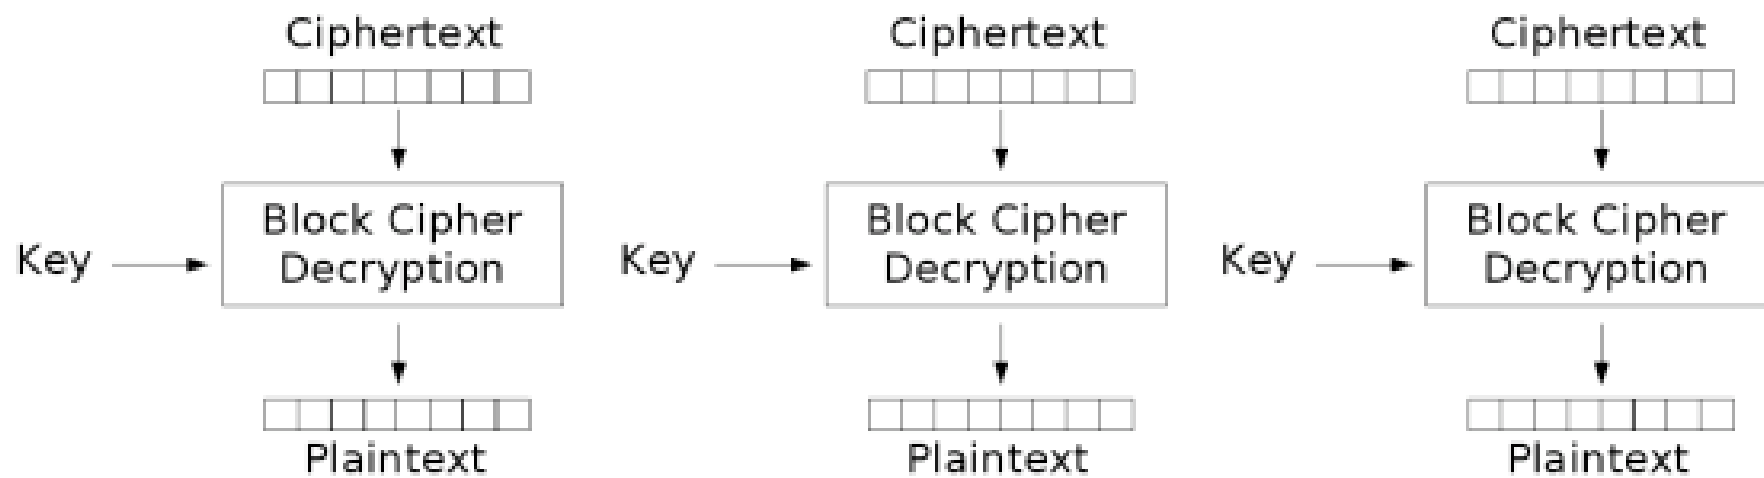 Ciphertext Ciphertext Ciphertext
Block Cipher Block Cipher Block Cipher
Key Decryption Key Decryption Key Decryption
Plaintext Plaintext Plaintext